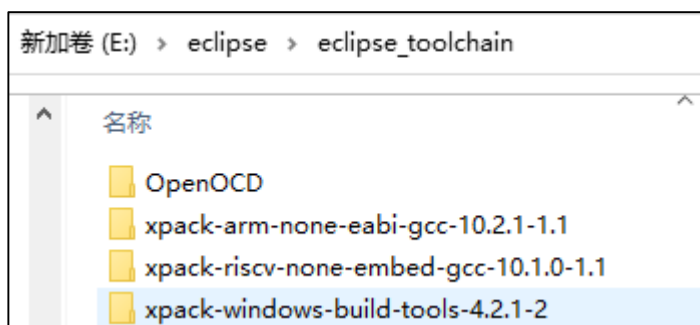 新加卷 (E:) > eclipse > eclipse_toolchain
名称
OpenOCD
xpack-arm-none-eabi-gcc-10.2.1-1.1
xpack-riscv-none-embed-gcc-10.1.0-1.1
xpack-windows-build-tools-4.2.1-2